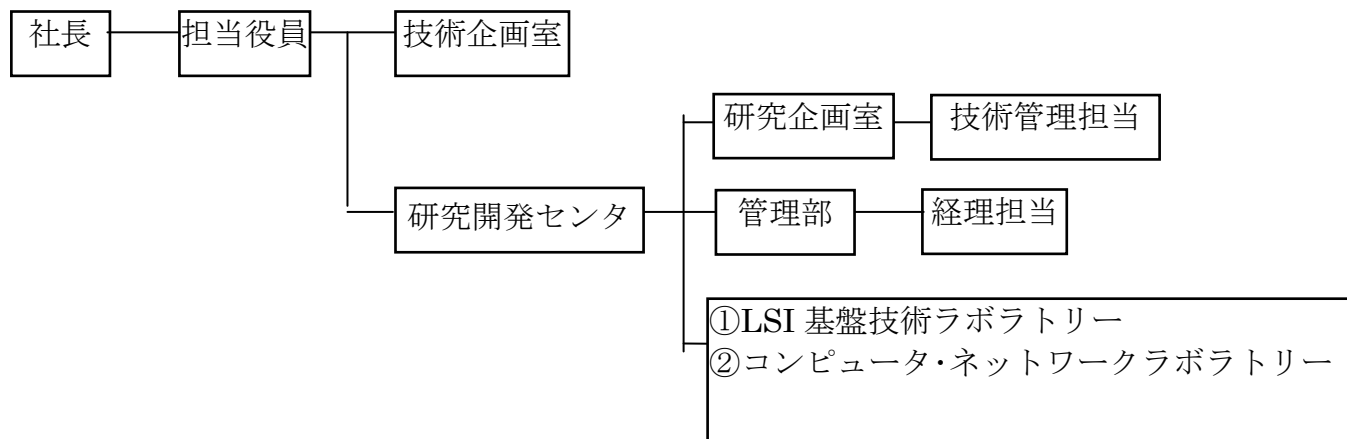 社長
担当役員
技術企画室
研究企画室
技術管理担当
研究開発センタ
管理部
経理担当
①LSI 基盤技術ラボラトリー
②コンピュータ・ネットワークラボラトリー